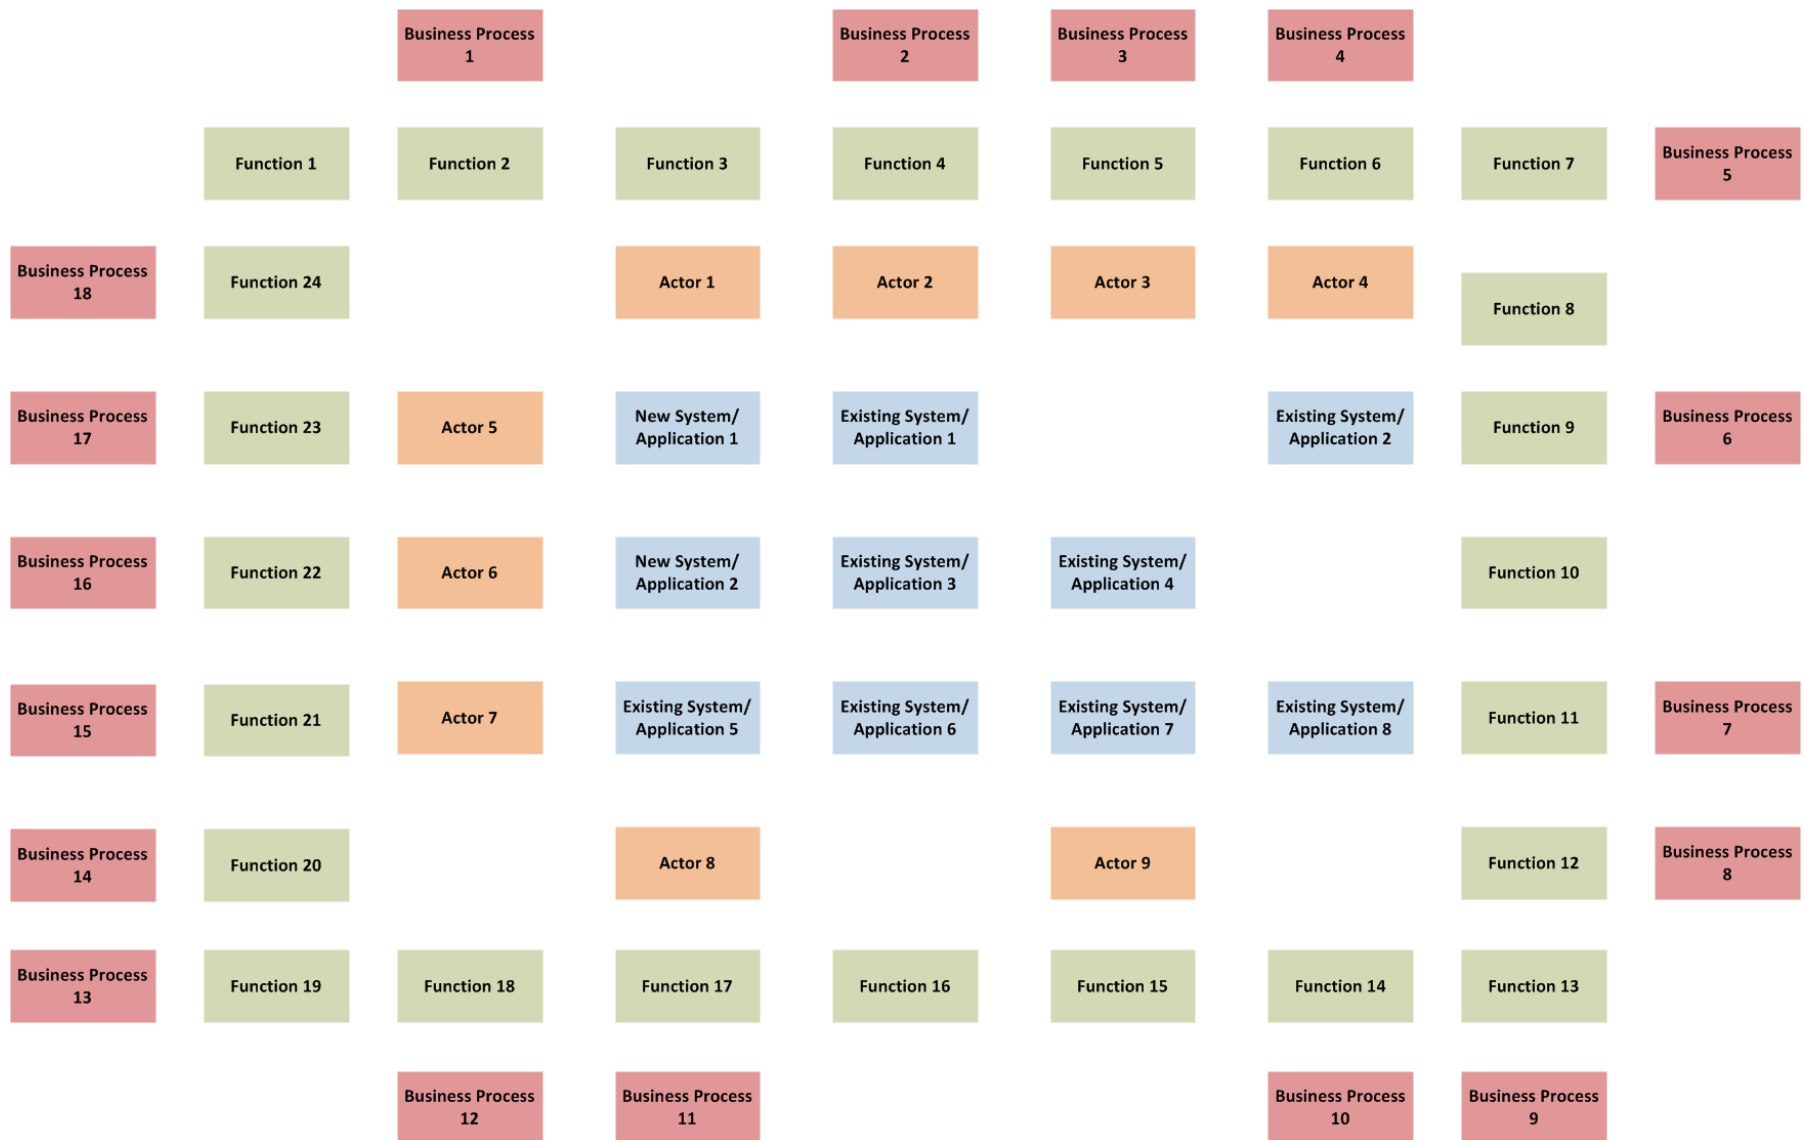 Business Process
1
Business Process
2
Business Process
3
Business Process
4
Function 1
Function 2
Function 3
Function 4
Function 5
Function 6
Function 7
Business Process
5
Business Process
18
Function 24
Actor 1
Actor 2
Actor 3
Actor 4
Function 8
Business Process
17
Function 23
Actor 5
New System/
Application 1
Existing System/
Application 1
Existing System/
Application 2
Function 9
Business Process
6
Business Process
16
Function 22
Actor 6
New System/
Application 2
Existing System/
Application 3
Existing System/
Application 4
Function 10
Business Process
15
Function 21
Actor 7
Existing System/
Application 5
Existing System/
Application 6
Existing System/
Application 7
Existing System/
Application 8
Function 11
Business Process
7
Business Process
14
Function 20
Actor 8
Actor 9
Function 12
Business Process
8
Business Process
13
Function 19
Function 18
Function 17
Function 16
Function 15
Function 14
Function 13
Business Process
12
Business Process
11
Business Process
10
Business Process
9